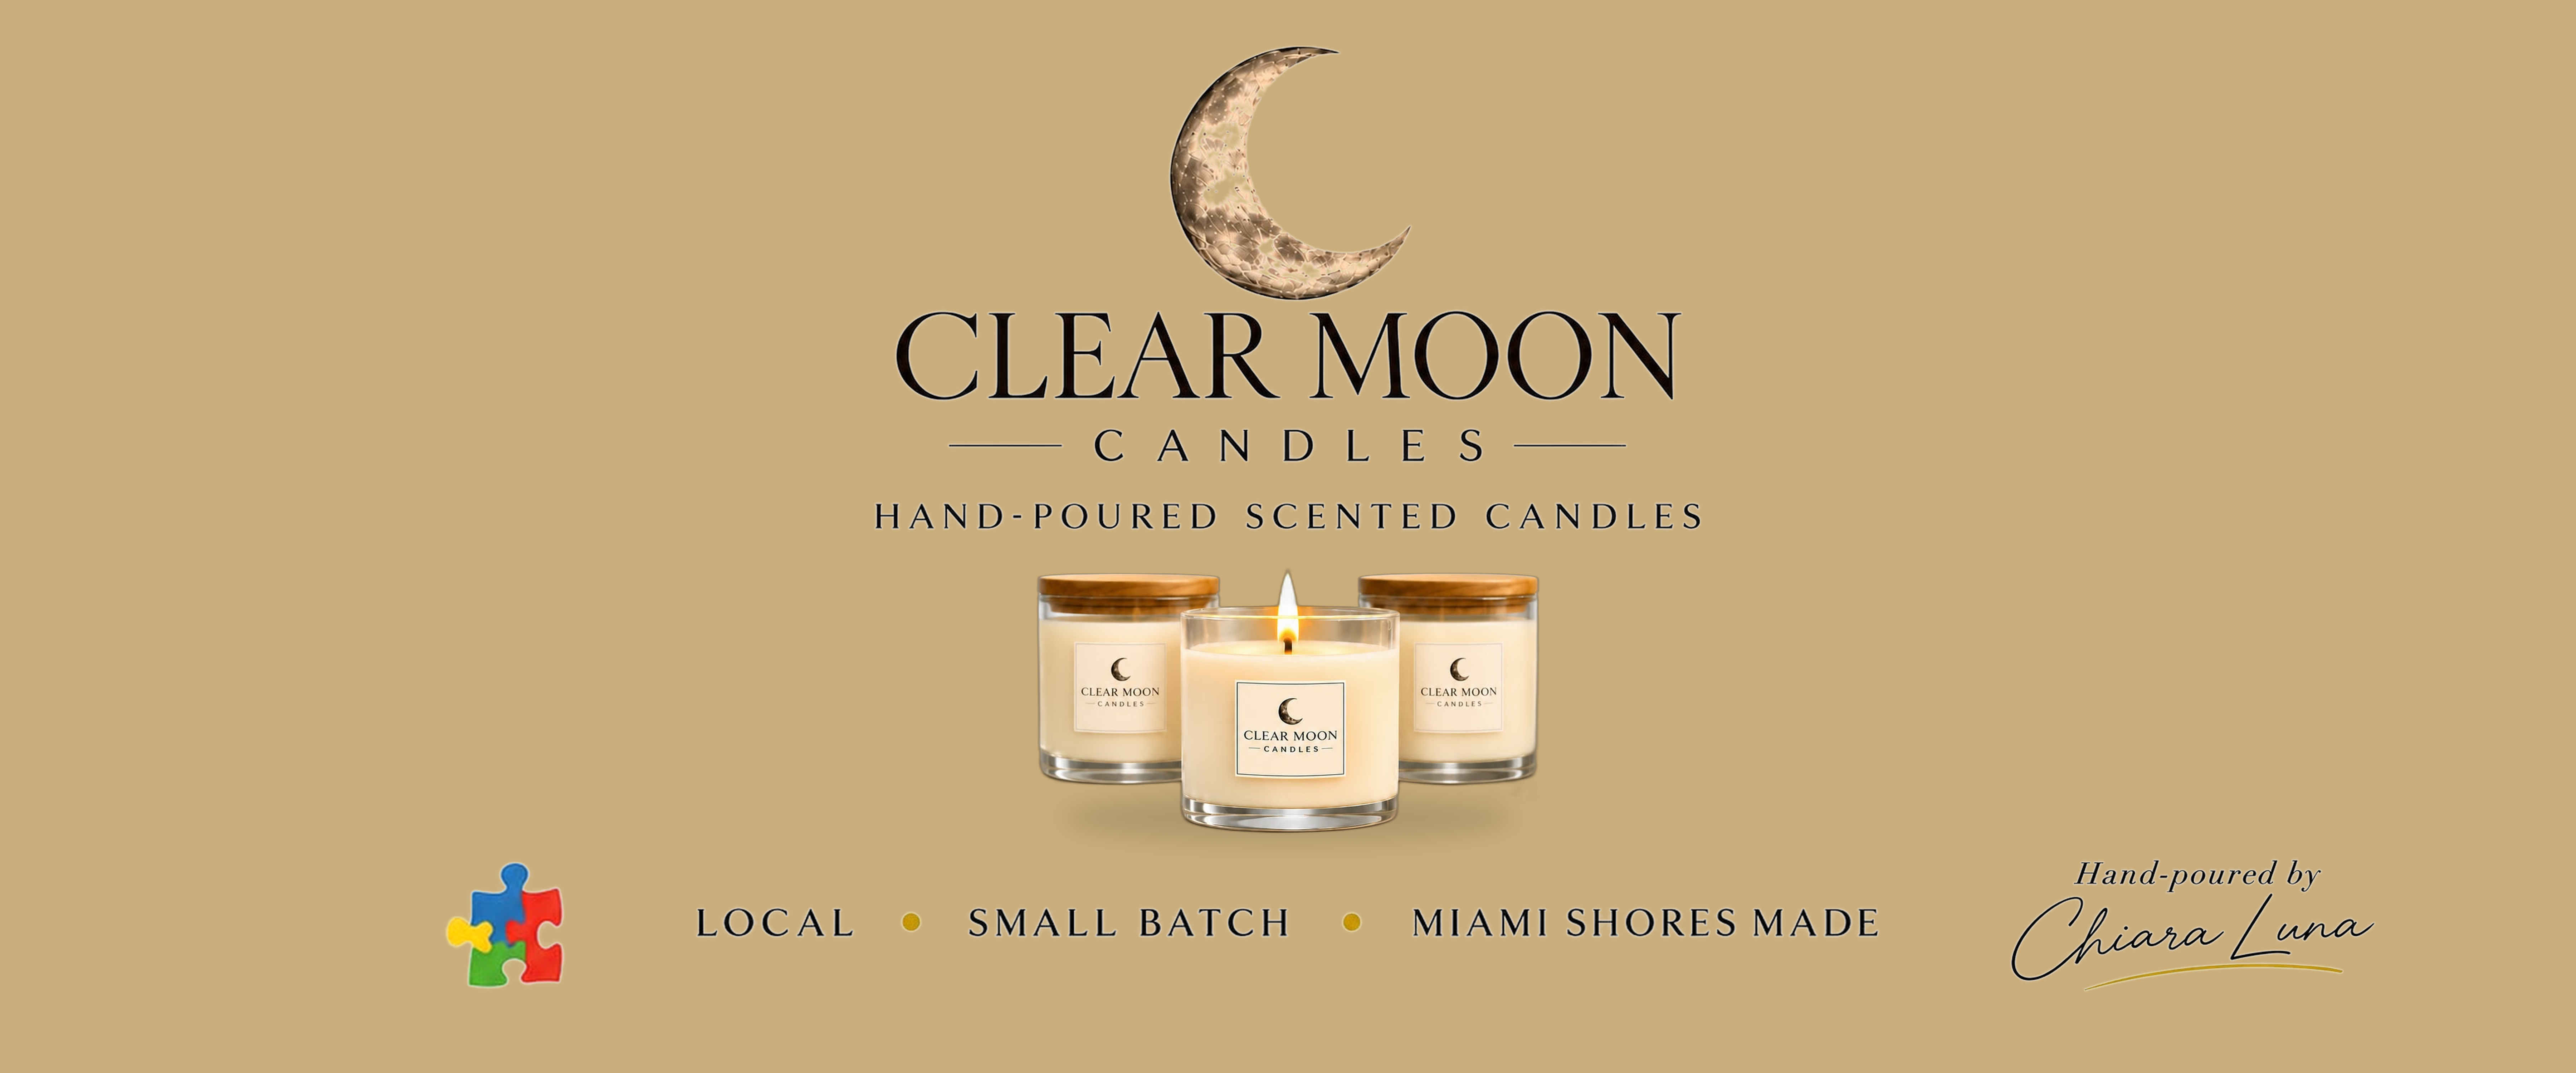 CLEAR MOON
CANDLES
HAND-POURED SCENTED CANDLES
CLEAR MOON
CANDLES
CLEAR MOON
CANDLES
CLEAR MOON
CANDLES
LOCAL • SMALL BATCH • MIAMI SHORES MADE
Hand-poured by
Chiara Luna